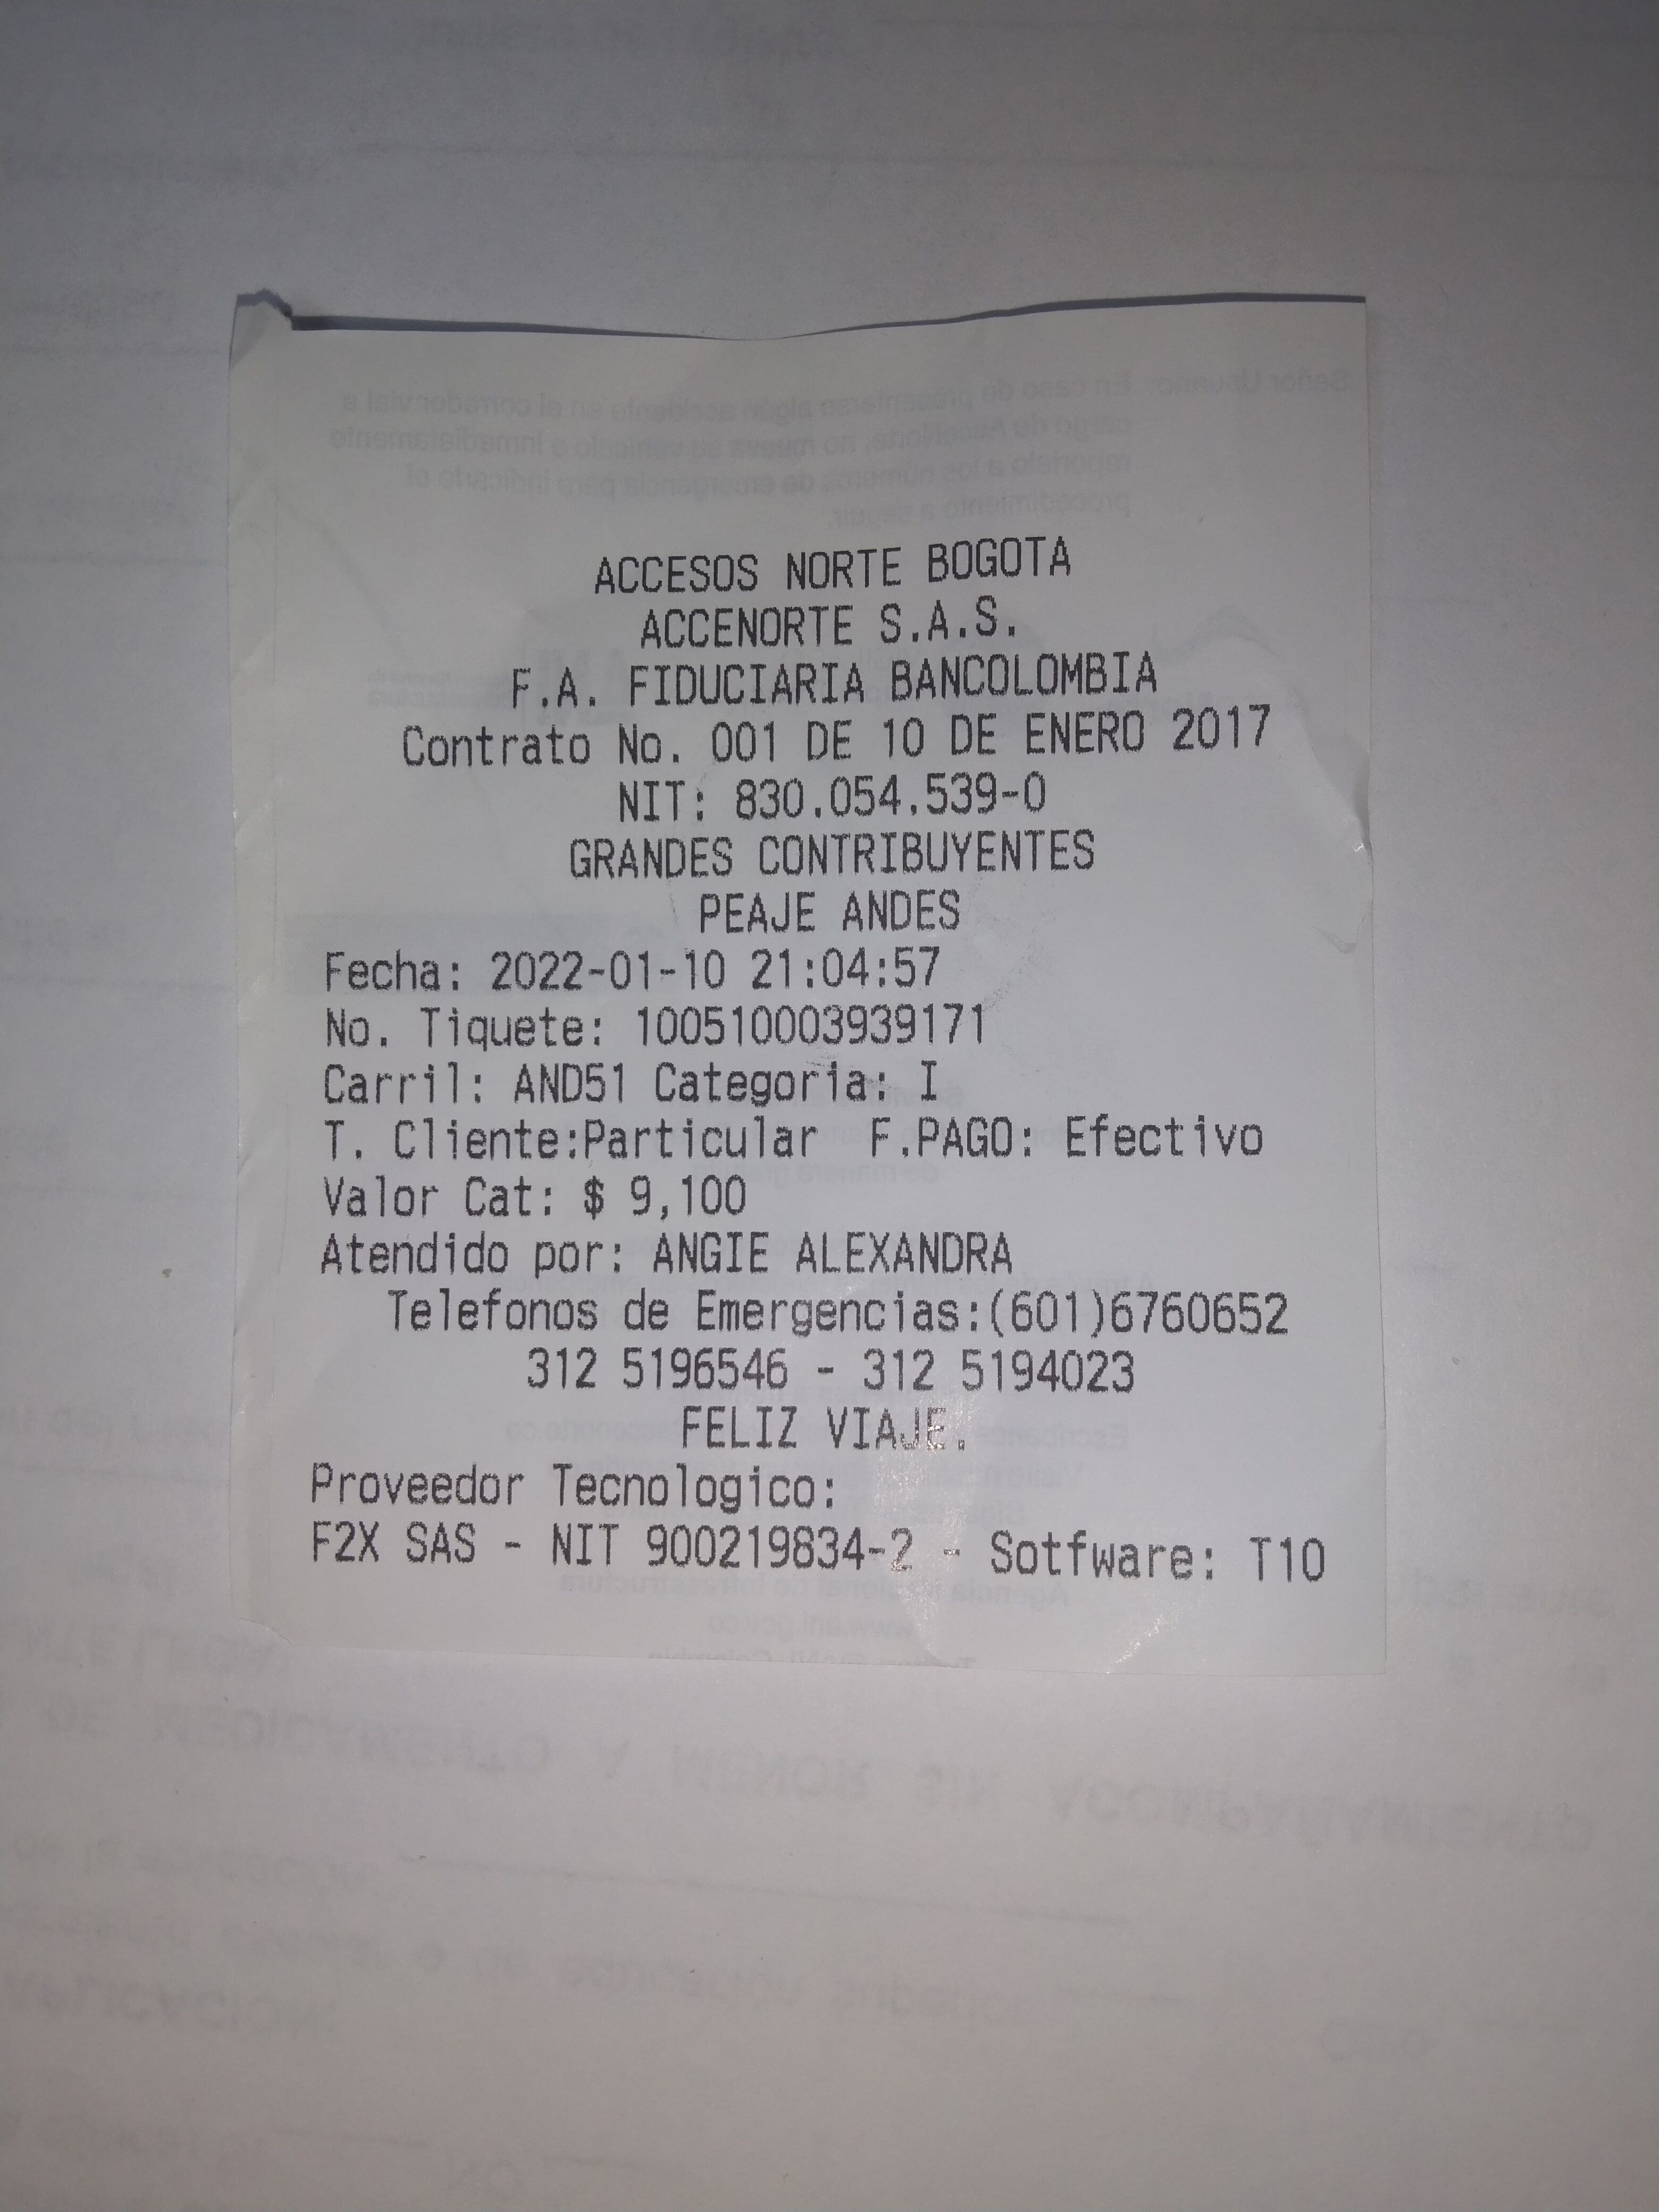 ACCESOS NORTE BOGOTA
ACCENORTE S.A.S.
F.A. FIDUCIARIA BANCOLOMBIA
Contrato No. 001 DE 10 DE ENERO 2017
NIT: 830.054.539-0
GRANDES CONTRIBUYENTES
PEAJE ANDES
Fecha: 2022-01-10 21:04:57
No. Tiquete: 100510003939171
Carril: AND51 Categoria: I
T. Cliente:Particular F.PAGO: Efectivo
Valor Cat: $ 9,100
Atendido por: ANGIE ALEXANDRA
Telefonos de Emergencias:(601)6760652
312 5196546 - 312 5194023
FELIZ VIAJE.
Proveedor Tecnologico:
F2X SAS - NIT 900219834-2 - Sotfware: T10